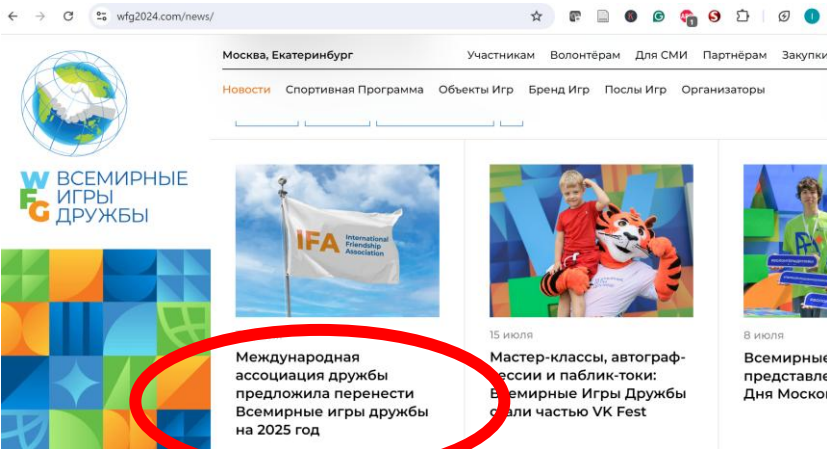 wfg2024.com/news/
Москва, Екатеринбург
Участникам Волонтёрам Для СМИ Партнёрам Закупки
Новости Спортивная Программа Объекты Игр Бренд Игр Послы Игр Организаторы
WFG
ВСЕМИРНЫЕ
ИГРЫ
ДРУЖБЫ
IFA International
Friendship
Association
Международная
ассоциация дружбы
предложила перенести
Всемирные игры дружбы
на 2025 год
15 июля
Мастер-классы, автограф-
сессии и паблик-токи:
Всемирные Игры Дружбы
стали частью VK Fest
8 июля
Всемирные
представле
Дня Москов